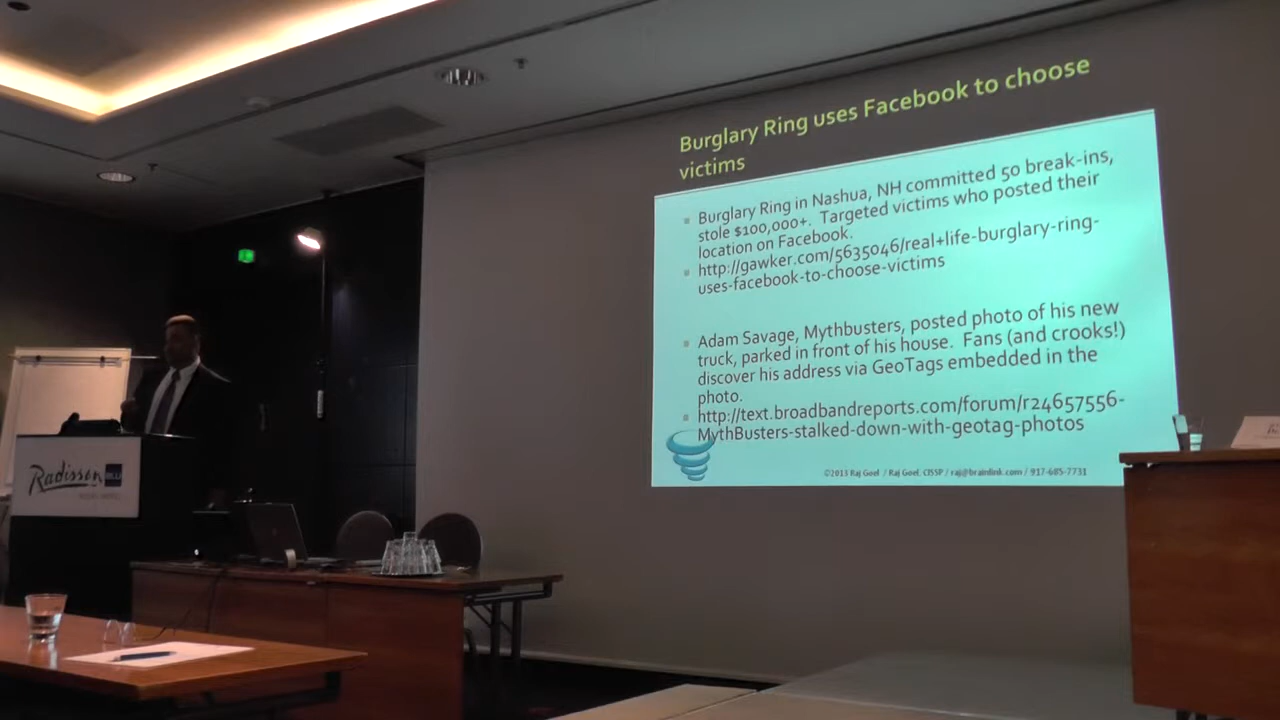 Burglary Ring uses Facebook to choose
victims
Burglary Ring in Nashua, NH committed 50 break-ins,
stole $100,000+. Targeted victims who posted their
location on Facebook.
http://gawker.com/5635046/real+life-burglary-ring-
uses-facebook-to-choose-victims
Adam Savage, Mythbusters, posted photo of his new
truck, parked in front of his house. Fans (and crooks!)
discover his address via GeoTags embedded in the
photo.
http://text.broadbandreports.com/forum/r24657556-
MythBusters-stalked-down-with-geotag-photos
©2013 Raj Goel / Raj Goel, CISSP / raj@brainlink.com / 917-685-7731
Radisson BLU